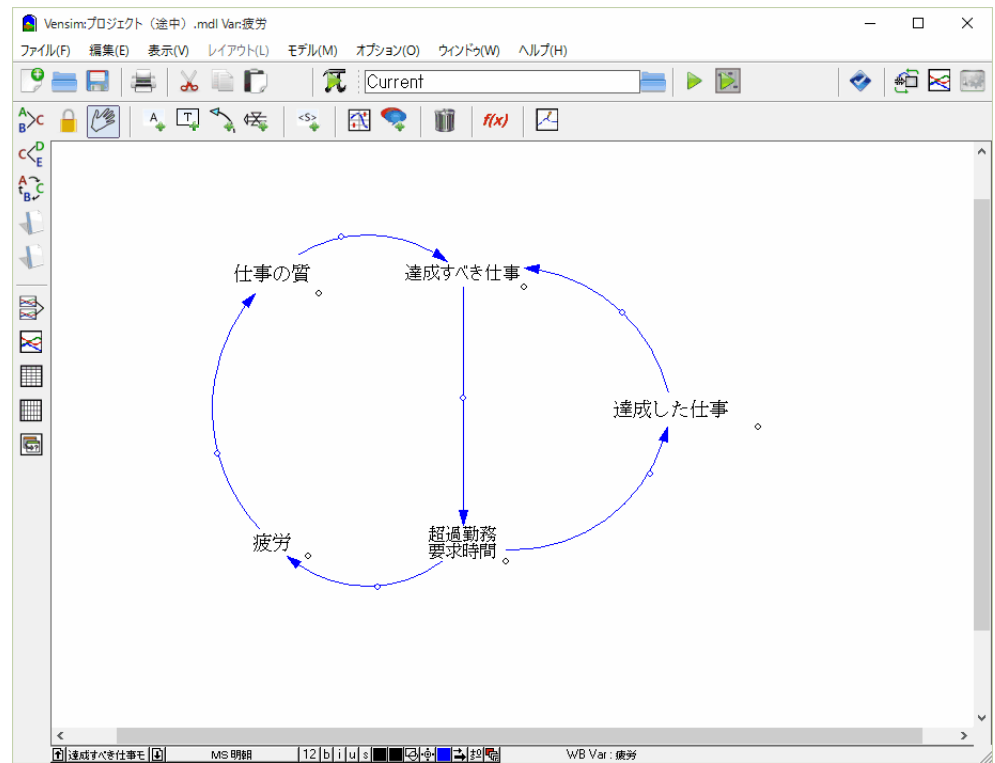 Vensim:プロジェクト（途中）.mdl Var:疲労
ファイル(F) 編集(E) 表示(V) レイアウト(L) モデル(M) オプション(O) ウィンドウ(W) ヘルプ(H)
Current
f(x)
仕事の質
達成すべき仕事
達成した仕事
疲労
超過勤務
要求時間
達成すべき仕事モ MS 明朝 12 b i u s WB Var : 疲労